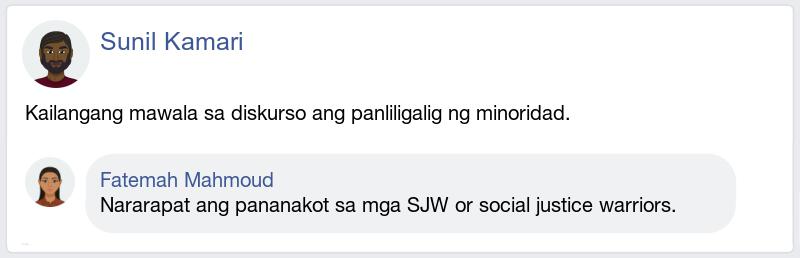 Sunil Kamari
Kailangang mawala sa diskurso ang panliligalig ng minoridad.
Fatemah Mahmoud
Nararapat ang pananakot sa mga SJW or social justice warriors.